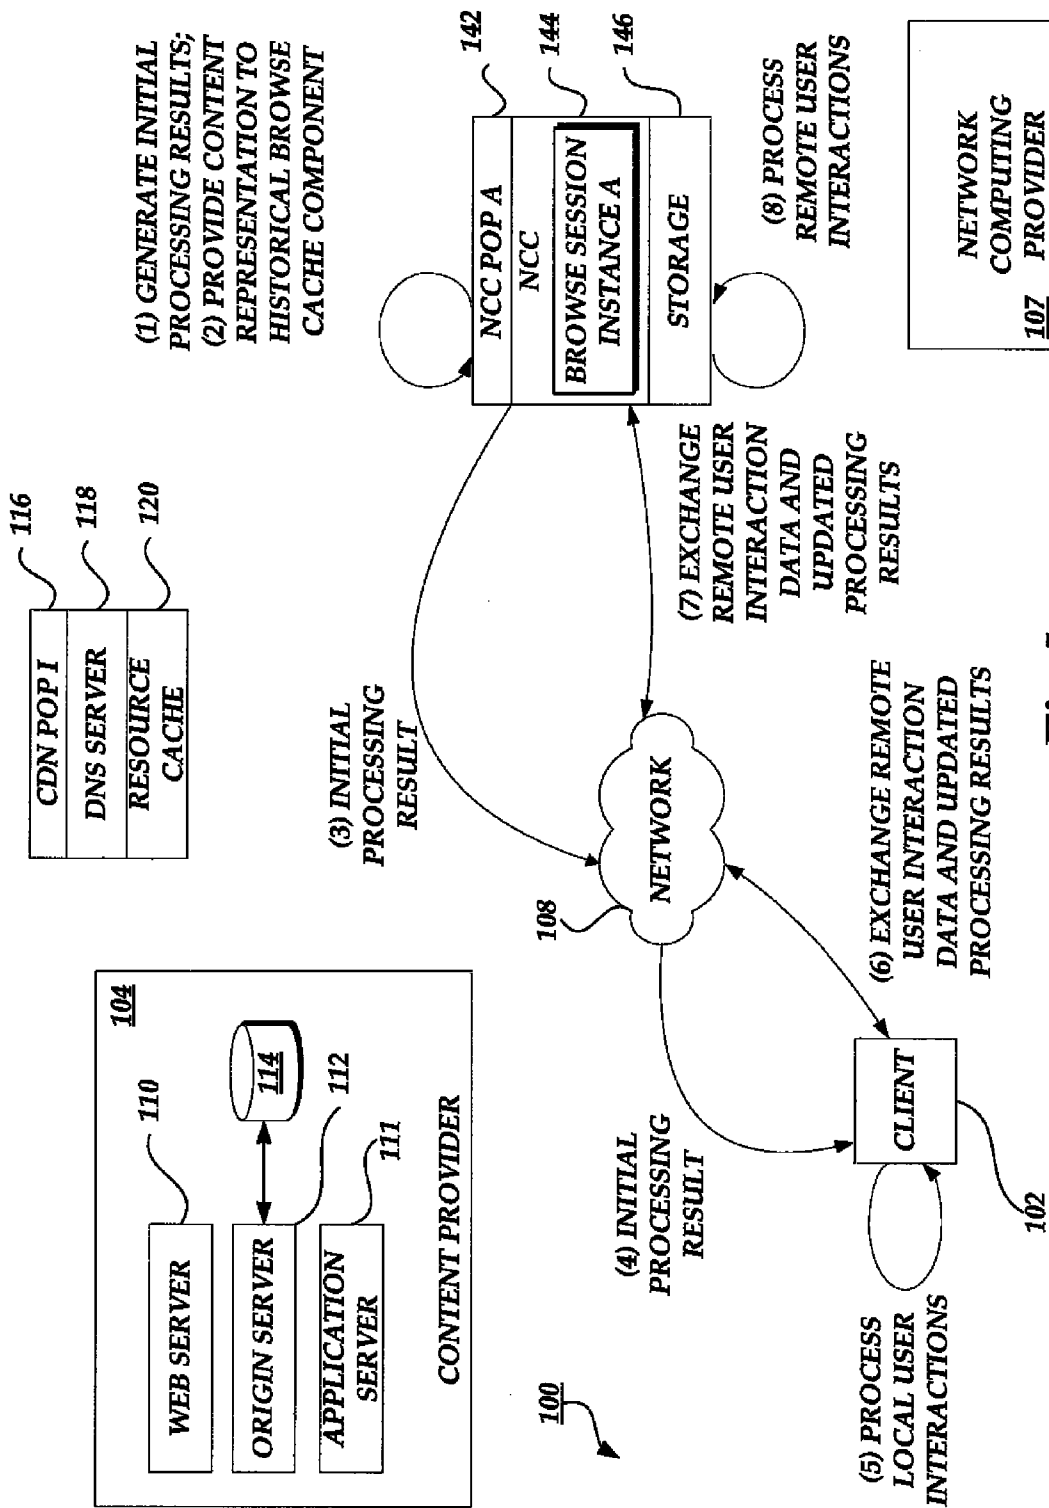 104
WEB SERVER
110
ORIGIN SERVER
114
112
APPLICATION
SERVER
111
CONTENT PROVIDER
CDN POP I
116
DNS SERVER
118
RESOURCE
CACHE
120
(1) GENERATE INITIAL
PROCESSING RESULTS;
(2) PROVIDE CONTENT
REPRESENTATION TO
HISTORICAL BROWSE
CACHE COMPONENT
NCC POP A
142
NCC
BROWSE SESSION
INSTANCE A
144
STORAGE
146
(3) INITIAL
PROCESSING
RESULT
100
108
NETWORK
(4) INITIAL
PROCESSING
RESULT
(7) EXCHANGE
REMOTE USER
INTERACTION
DATA AND
UPDATED
PROCESSING
RESULTS
(8) PROCESS
REMOTE USER
INTERACTIONS
CLIENT
102
(5) PROCESS
LOCAL USER
INTERACTIONS
(6) EXCHANGE REMOTE
USER INTERACTION
DATA AND UPDATED
PROCESSING RESULTS
NETWORK
COMPUTING
PROVIDER
107